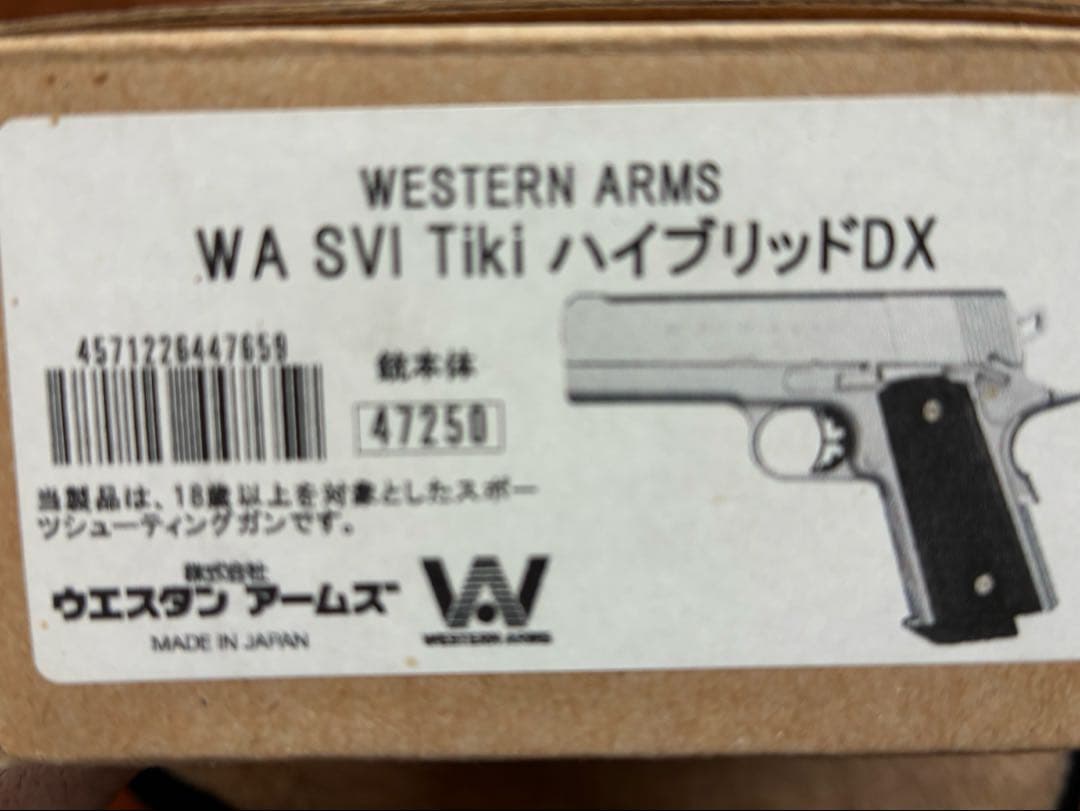 WESTERN ARMS
WA SVI Tiki ハイブリッドDX
4571226447659
銃本体
47250
当製品は、18歳以上を対象としたスポー
ツシューティングガンです。
株式会社
ウエスタン アームズ
MADE IN JAPAN
WESTERN ARMS